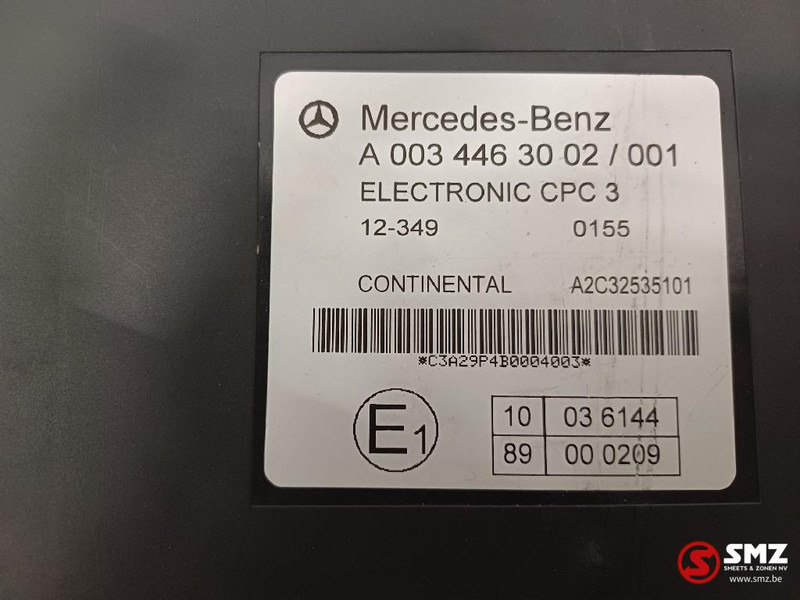 Mercedes-Benz
A 003 446 30 02 / 001
ELECTRONIC CPC 3
12-349 0155
CONTINENTAL A2C32535101
*C3A29P4B0004003*
E1
10 03 6144
89 00 0209
SMZ
SMEETS & ZONEN NV
www.smz.be